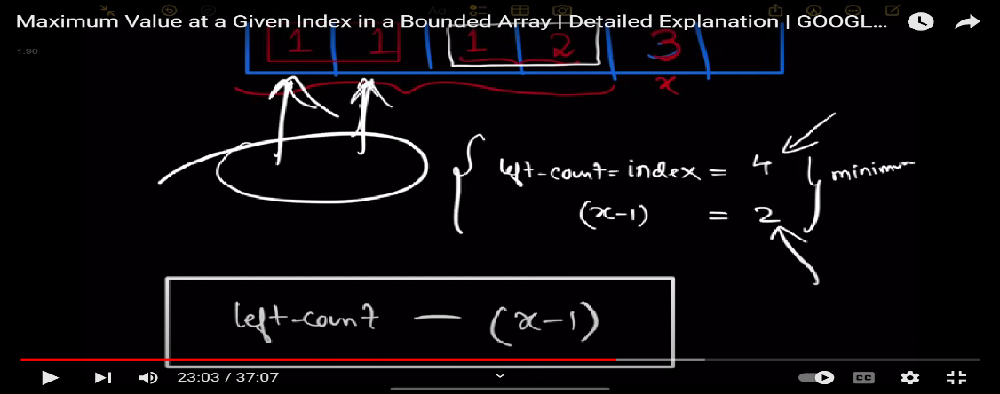 Maximum Value at a Given Index in a Bounded Array | Detailed Explanation | GOOGL...
1.90
1 1 1 2 3
x
left-count = index = 4
(x-1) = 2
minimum
left-count — (x-1)
23:03 / 37:07
CC